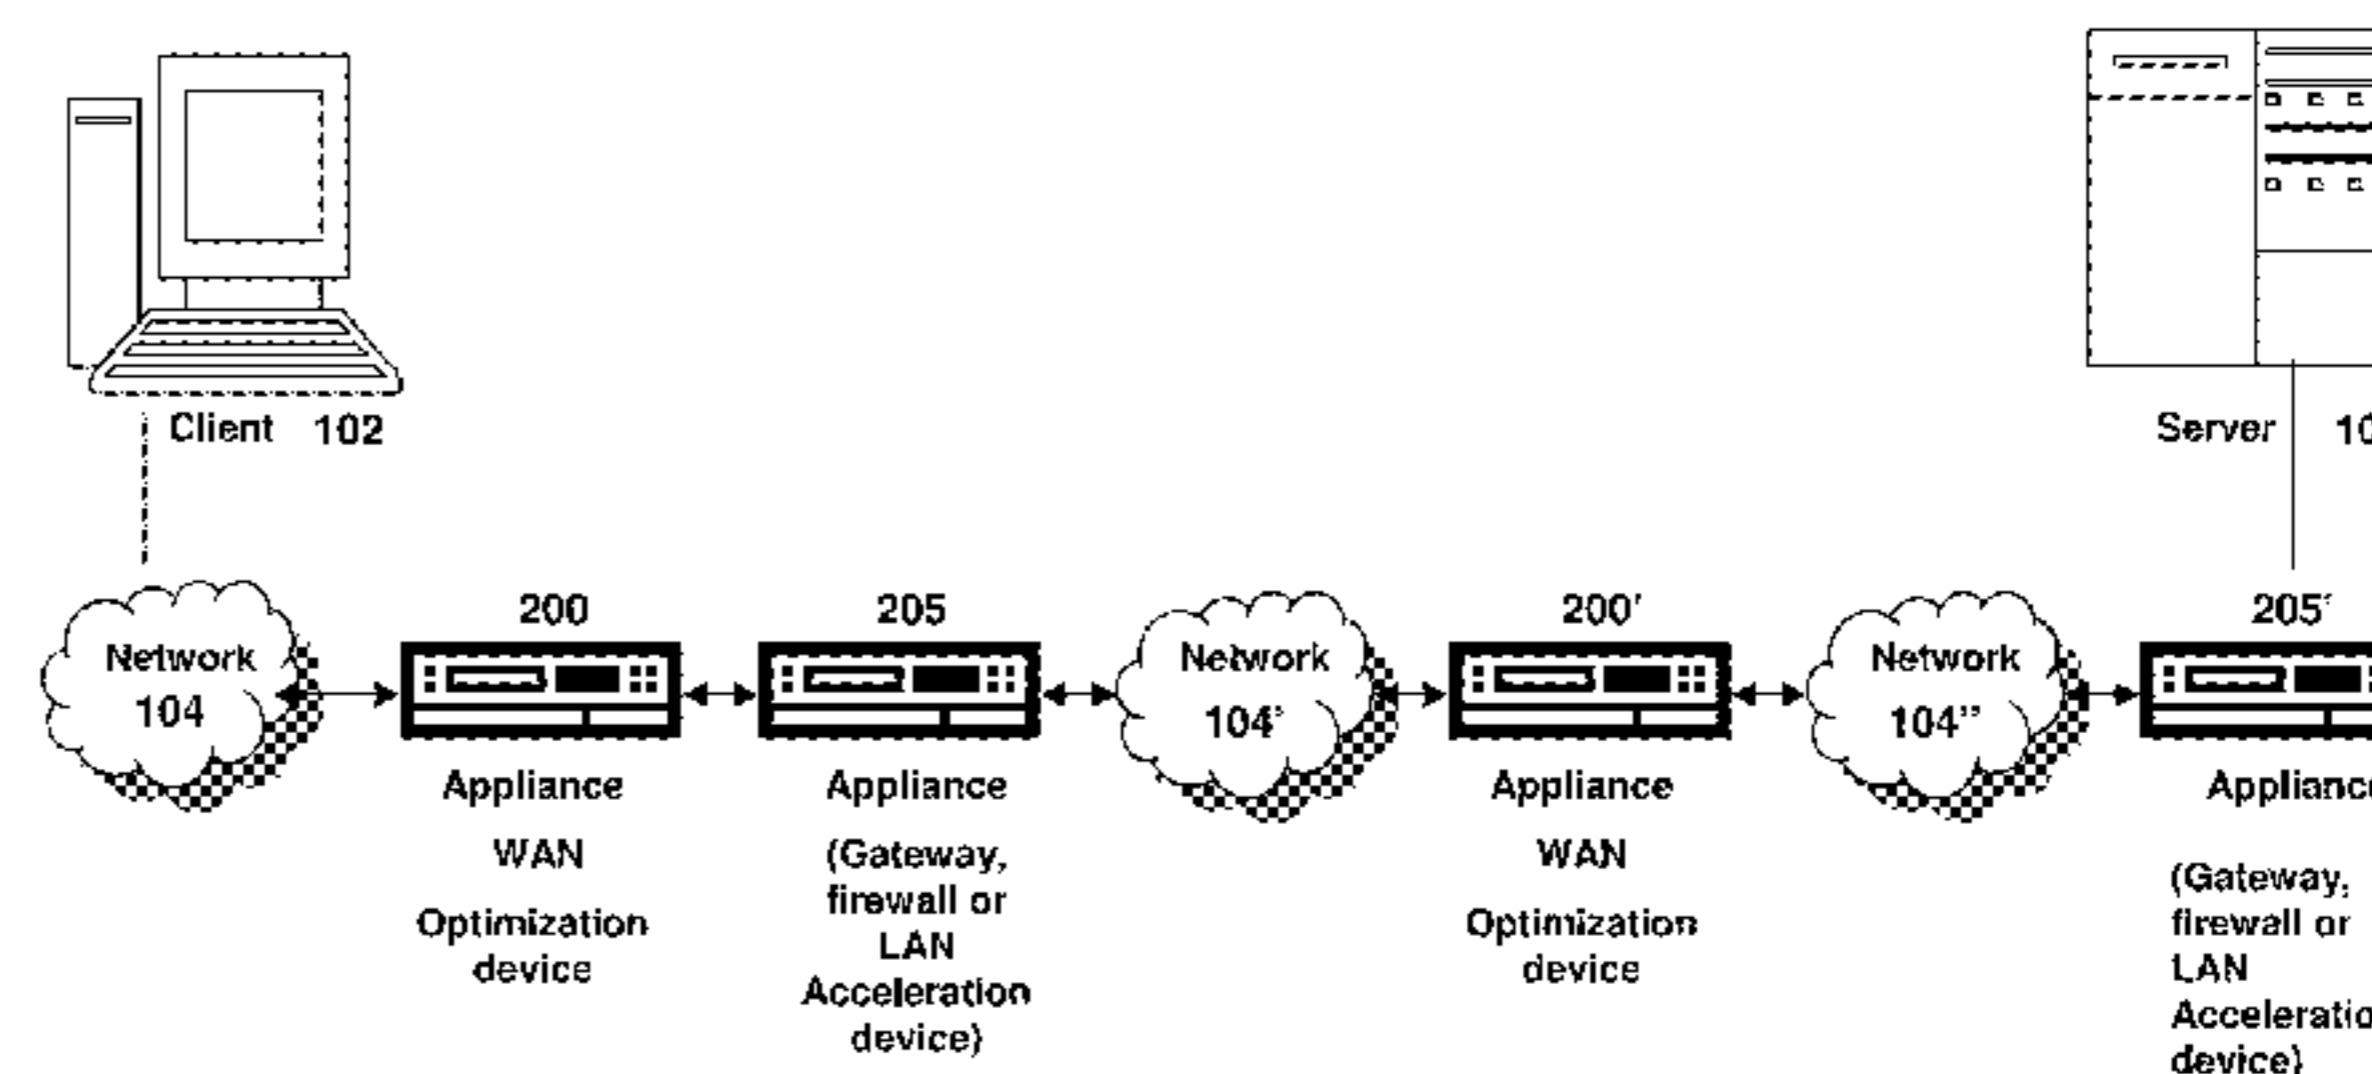 Client 102
Server
200
205
200'
205'
Network
104
Network
104'
Network
104''
Appliance
WAN
Optimization
device
Appliance
(Gateway,
firewall or
LAN
Acceleration
device)
Appliance
WAN
Optimization
device
(Gateway,
firewall or
LAN
device)